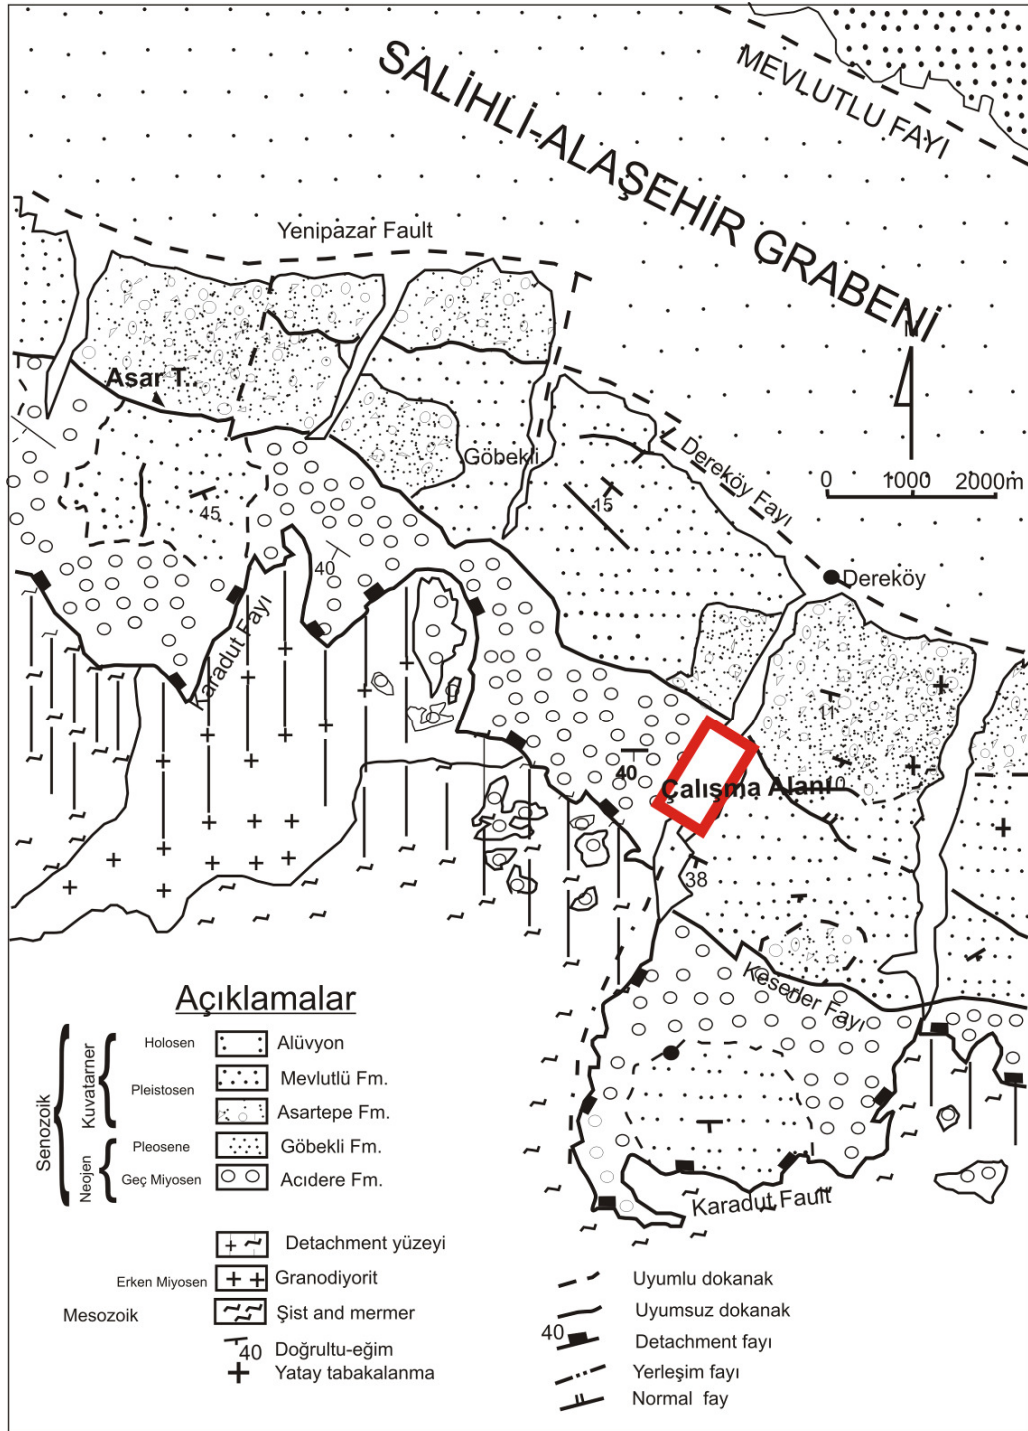 SALİHLİ-ALAŞEHİR GRABENİ
MEVLUTLU FAYI
Yenipazar Fault
N
Asar T..
Göbekli
Dereköy Fayı
0 1000 2000m
15
45
40
Dereköy
Karadut Fayı
11
40
Çalışma Alanı
0
38
Keserler Fayı
Karadut Fault
Açıklamalar
Senozoik
Kuvatarner
Neojen
Holosen Alüvyon
Pleistosen Mevlutlü Fm.
Asartepe Fm.
Pleosene Göbekli Fm.
Geç Miyosen Acıdere Fm.
Detachment yüzeyi
Erken Miyosen Granodiyorit
Mesozoik Şist and mermer
40 Doğrultu-eğim
Yatay tabakalanma
Uyumlu dokanak
Uyumsuz dokanak
40 Detachment fayı
Yerleşim fayı
Normal fay